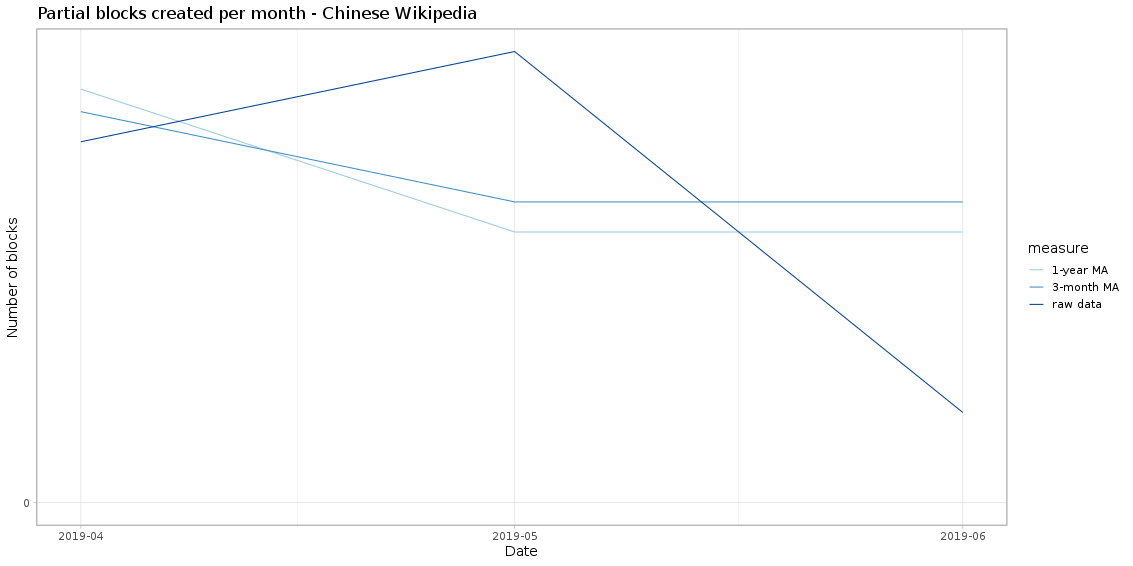 Partial blocks created per month - Chinese Wikipedia
Number of blocks
0
2019-04
2019-05
2019-06
Date
measure
1-year MA
3-month MA
raw data